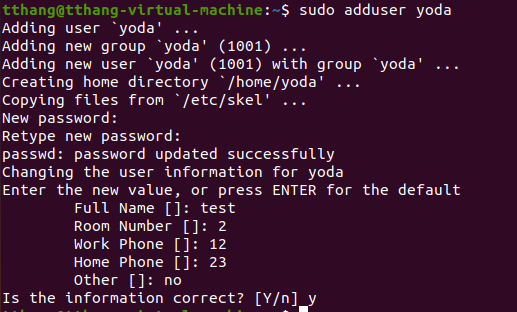 tthang@tthang-virtual-machine:~$ sudo adduser yoda
Adding user `yoda' ...
Adding new group `yoda' (1001) ...
Adding new user `yoda' (1001) with group `yoda' ...
Creating home directory `/home/yoda' ...
Copying files from `/etc/skel' ...
New password:
Retype new password:
passwd: password updated successfully
Changing the user information for yoda
Enter the new value, or press ENTER for the default
Full Name []: test
Room Number []: 2
Work Phone []: 12
Home Phone []: 23
Other []: no
Is the information correct? [Y/n] y